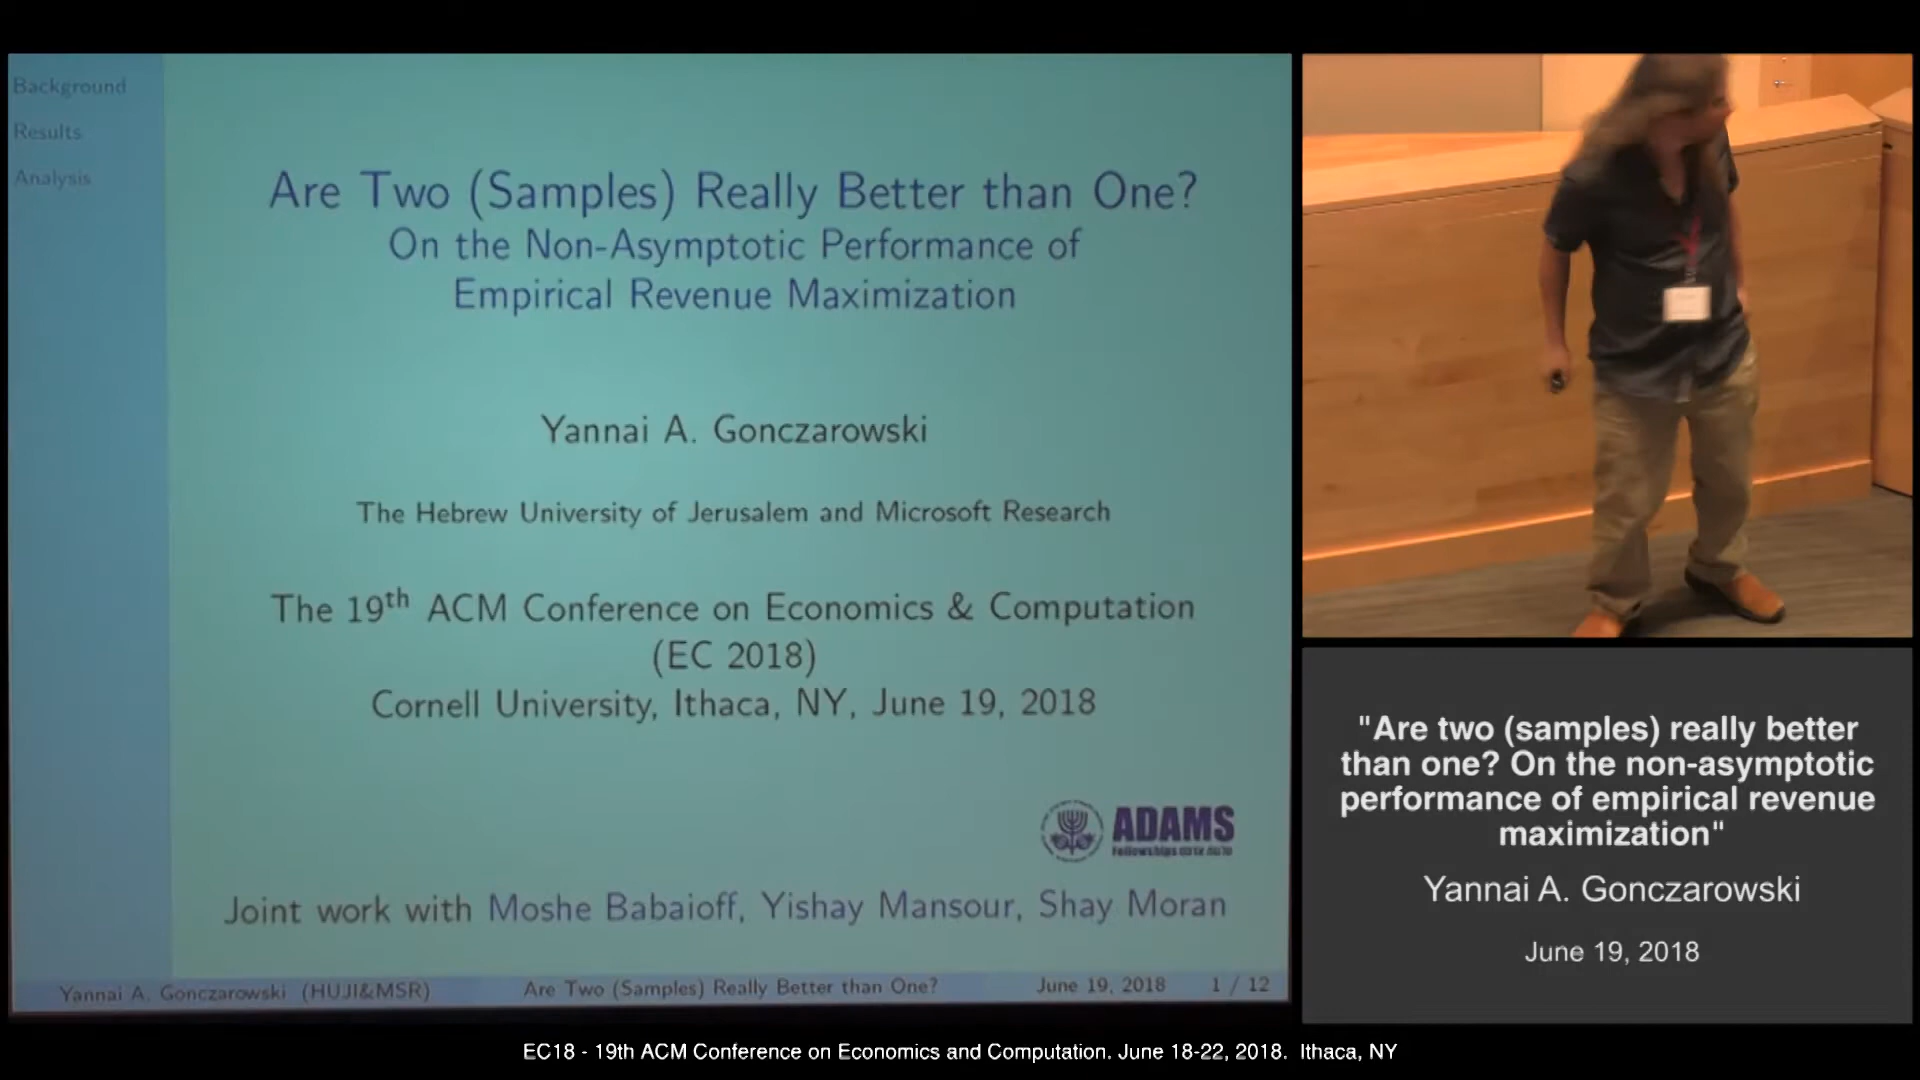 Background
Results
Analysis
Are Two (Samples) Really Better than One?
On the Non-Asymptotic Performance of
Empirical Revenue Maximization
Yannai A. Gonczarowski
The Hebrew University of Jerusalem and Microsoft Research
The 19th ACM Conference on Economics & Computation
(EC 2018)
Cornell University, Ithaca, NY, June 19, 2018
ADAMS
Fellowships
Joint work with Moshe Babaioff, Yishay Mansour, Shay Moran
Yannai A. Gonczarowski (HUJI&MSR) Are Two (Samples) Really Better than One? June 19, 2018 1 / 12
"Are two (samples) really better
than one? On the non-asymptotic
performance of empirical revenue
maximization"
Yannai A. Gonczarowski
June 19, 2018
EC18 - 19th ACM Conference on Economics and Computation. June 18-22, 2018. Ithaca, NY